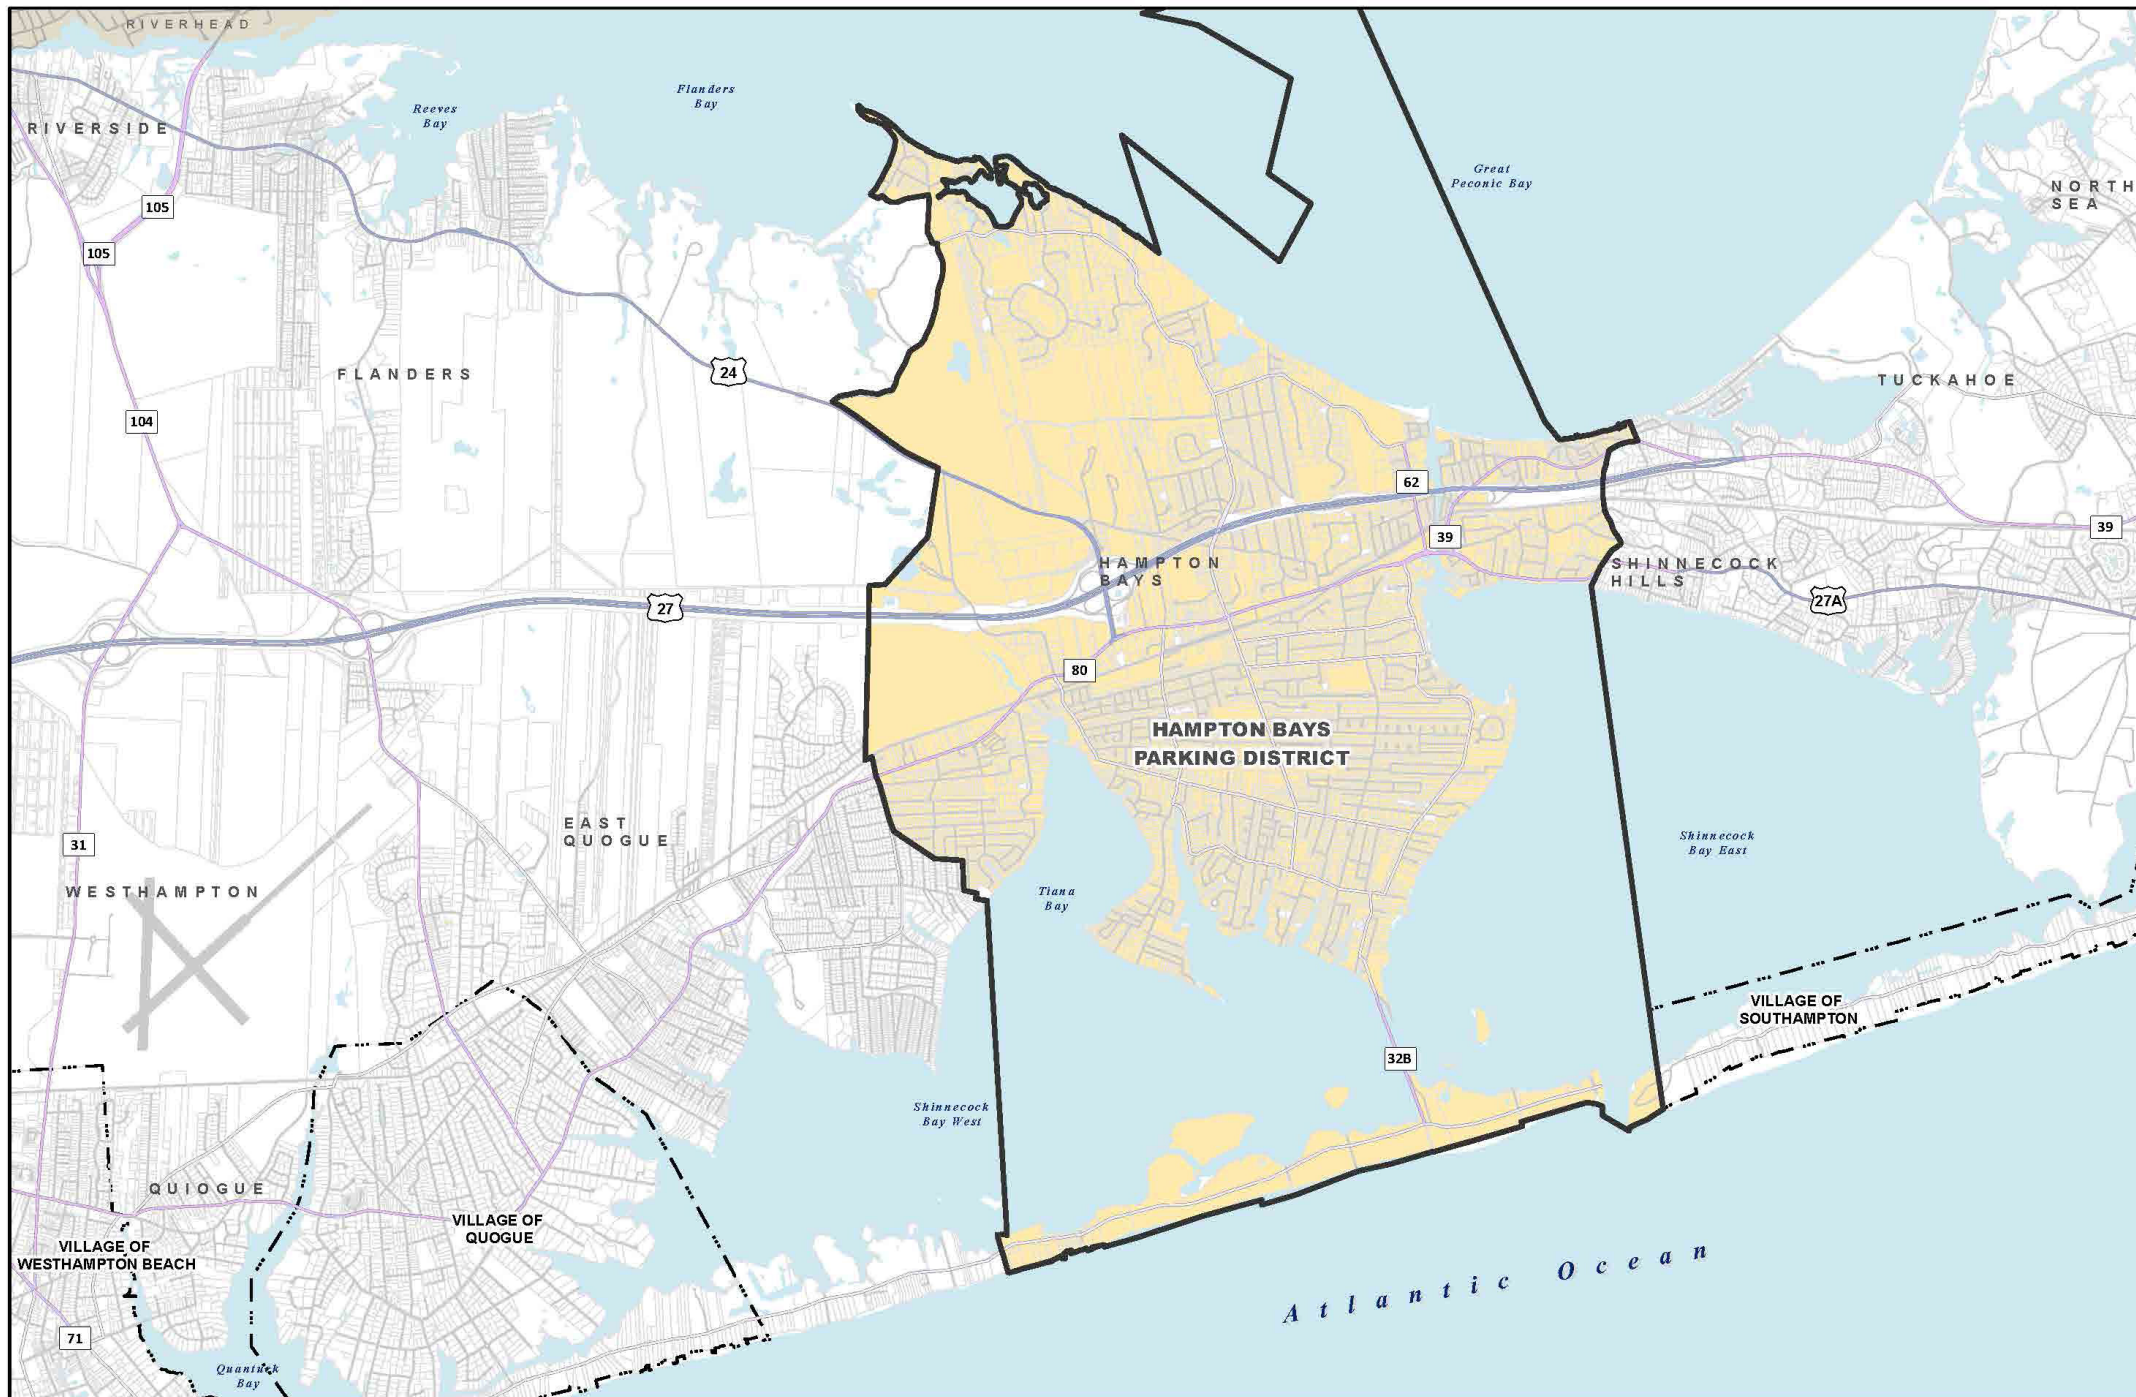 RIVERHEAD
Flanders
Bay
Reeves
Bay
RIVERSIDE
Great
Peconic Bay
NORTH
SEA
105
105
24
FLANDERS
TUCKAHOE
104
62
39
39
HAMPTON
BAYS
SHINNECOCK
HILLS
27
27A
80
HAMPTON BAYS
PARKING DISTRICT
EAST
QUOGUE
31
Shinnecock
Bay East
WESTHAMPTON
Tiana
Bay
VILLAGE OF
SOUTHAMPTON
32B
Shinnecock
Bay West
QUIOGUE
VILLAGE OF
QUOGUE
VILLAGE OF
WESTHAMPTON BEACH
Atlantic Ocean
71
Quantuck
Bay